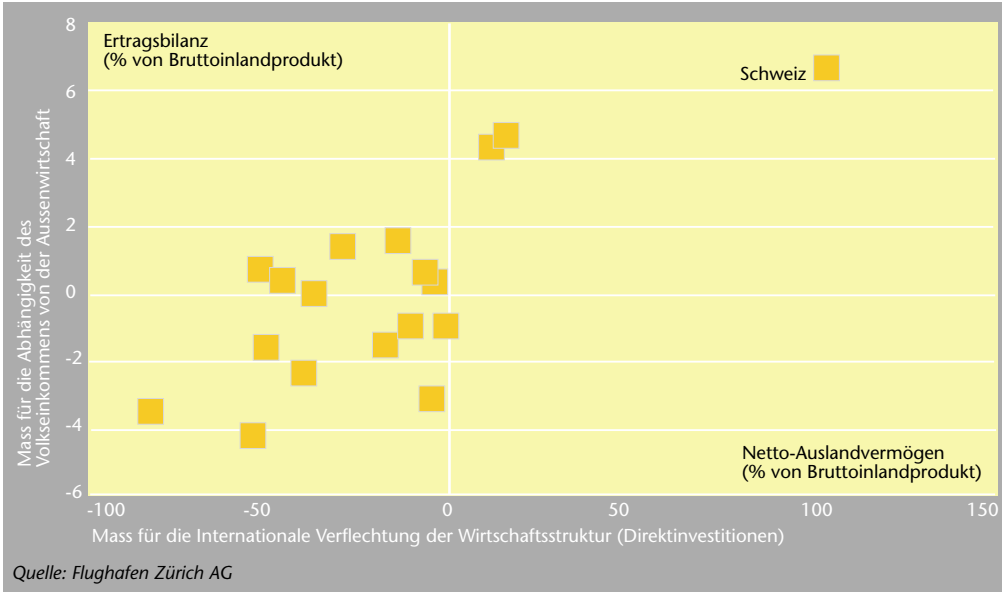 8
6
4
2
0
-2
-4
-6
Mass für die Abhängigkeit des
Volkseinkommens von der Aussenwirtschaft
Ertragsbilanz
(% von Bruttoinlandprodukt)
Schweiz
Netto-Auslandvermögen
(% von Bruttoinlandprodukt)
-100 -50 0 50 100 150
Mass für die Internationale Verflechtung der Wirtschaftsstruktur (Direktinvestitionen)
Quelle: Flughafen Zürich AG